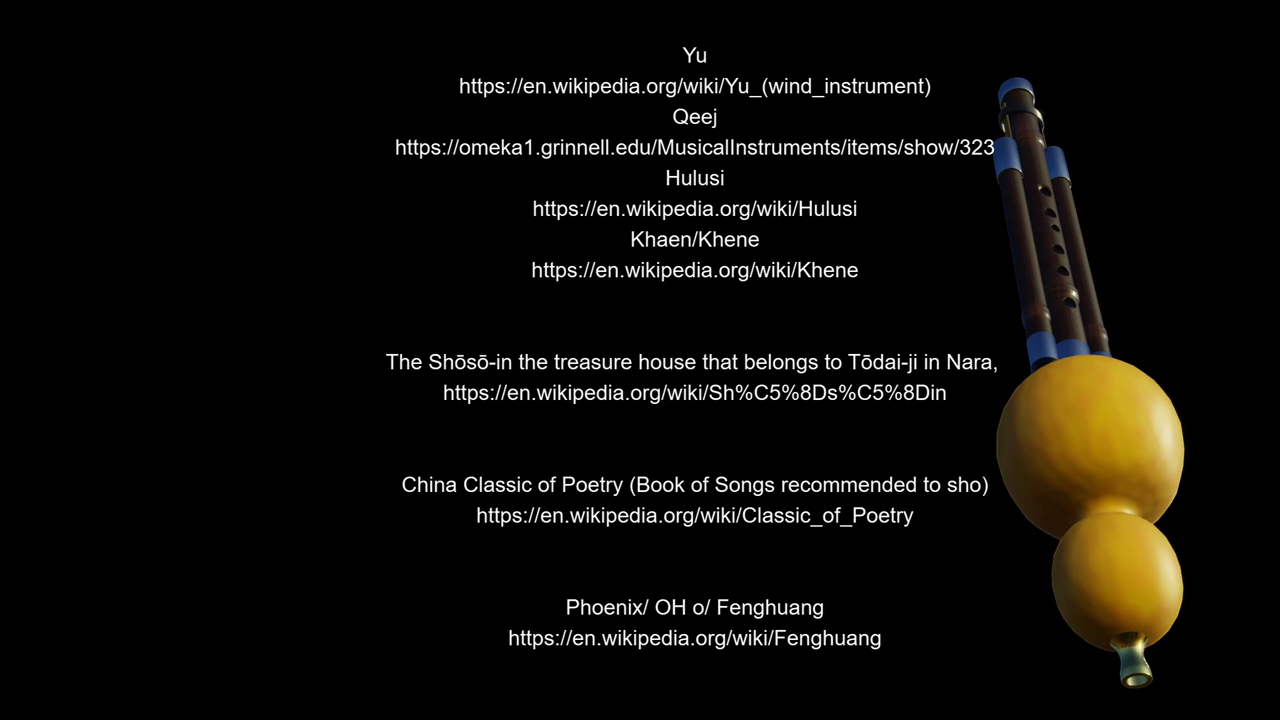 Yu
https://en.wikipedia.org/wiki/Yu_(wind_instrument)
Qeej
https://omeka1.grinnell.edu/MusicalInstruments/items/show/323
Hulusi
https://en.wikipedia.org/wiki/Hulusi
Khaen/Khene
https://en.wikipedia.org/wiki/Khene
The Shōsō-in the treasure house that belongs to Tōdai-ji in Nara,
https://en.wikipedia.org/wiki/Sh%C5%8Ds%C5%8Din
China Classic of Poetry (Book of Songs recommended to sho)
https://en.wikipedia.org/wiki/Classic_of_Poetry
Phoenix/ OH o/ Fenghuang
https://en.wikipedia.org/wiki/Fenghuang